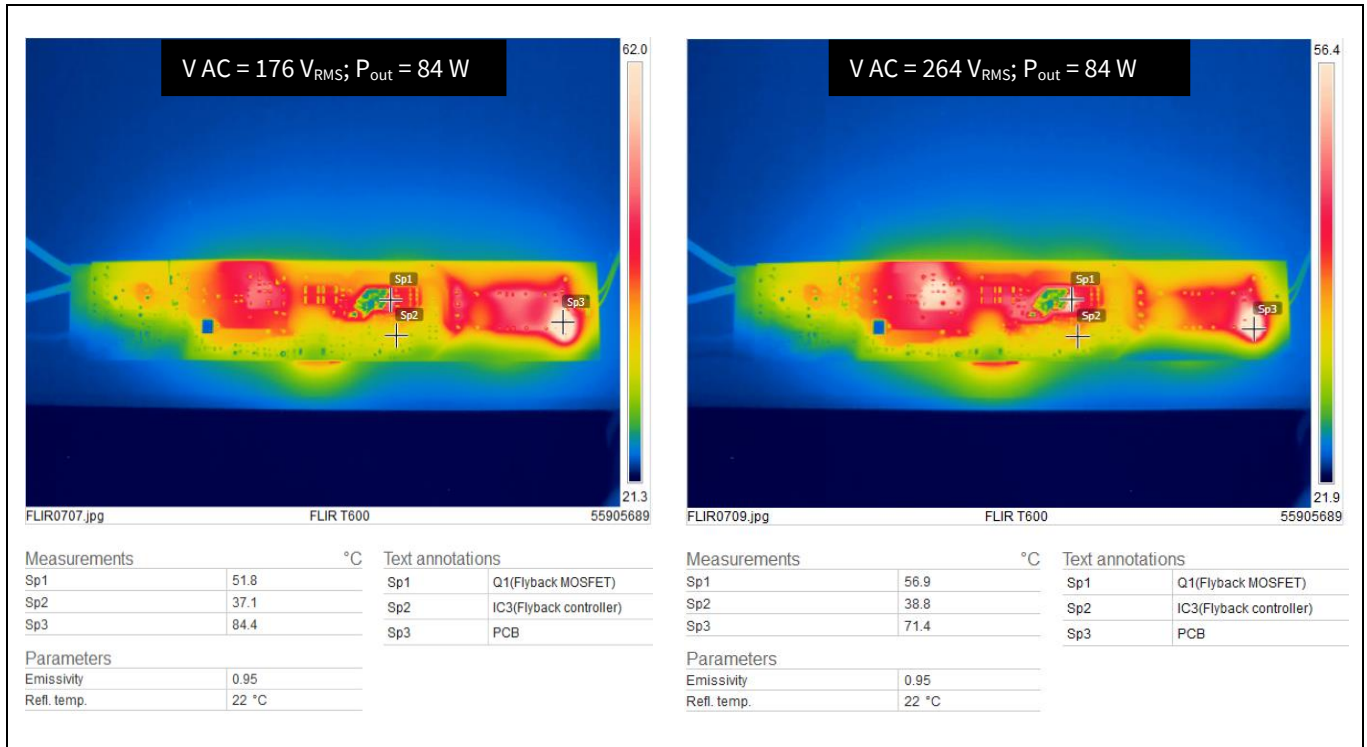 V AC = 176 VRMS; Pout = 84 W
62.0
Sp1
Sp2
Sp3
21.3
FLIR0707.jpg FLIR T600 55905689
Measurements °C
Sp1 51.8
Sp2 37.1
Sp3 84.4
Parameters
Emissivity 0.95
Refl. temp. 22 °C
Text annotations
Sp1 Q1(Flyback MOSFET)
Sp2 IC3(Flyback controller)
Sp3 PCB
V AC = 264 VRMS; Pout = 84 W
56.4
Sp1
Sp2
Sp3
21.9
FLIR0709.jpg FLIR T600 55905689
Measurements °C
Sp1 56.9
Sp2 38.8
Sp3 71.4
Parameters
Emissivity 0.95
Refl. temp. 22 °C
Text annotations
Sp1 Q1(Flyback MOSFET)
Sp2 IC3(Flyback controller)
Sp3 PCB